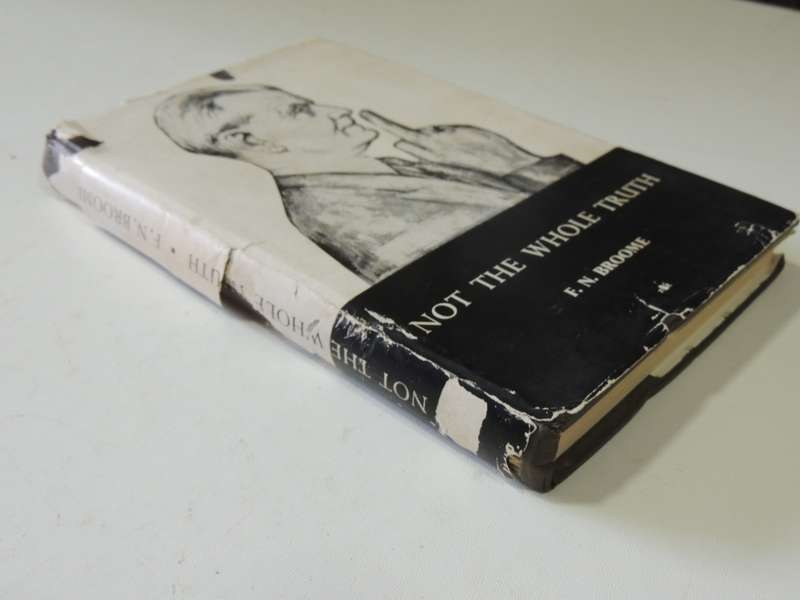 NOT THE WHOLE TRUTH
F. N. BROOME
NOT THE WHOLE TRUTH • F.N. BROOME